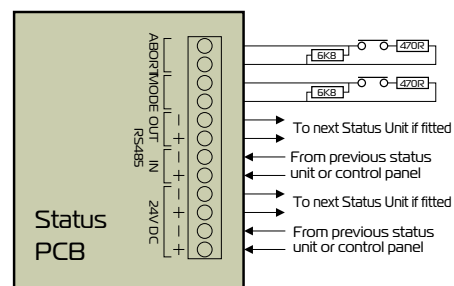 ABORT
MODE
OUT
IN
RS485
24V DC
- + - + - + - +
6K8
470R
6K8
470R
To next Status Unit if fitted
From previous status
unit or control panel
To next Status Unit if fitted
From previous status
unit or control panel
Status
PCB